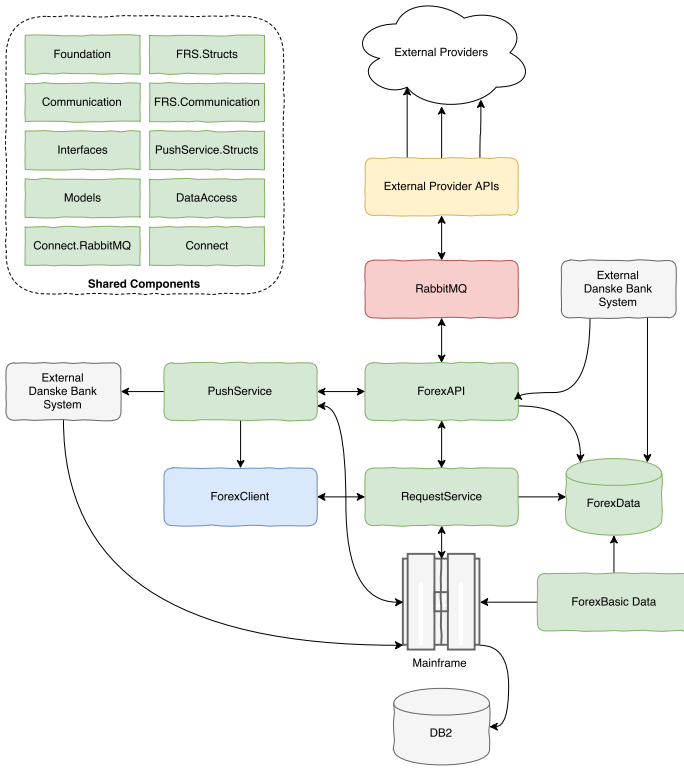 External Providers
Foundation
FRS.Structs
Communication
FRS.Communication
Interfaces
PushService.Structs
Models
DataAccess
Connect.RabbitMQ
Connect
Shared Components
External Provider APIs
RabbitMQ
External
Danske Bank
System
External
Danske Bank
System
PushService
ForexAPI
ForexClient
RequestService
ForexData
ForexBasic Data
Mainframe
DB2